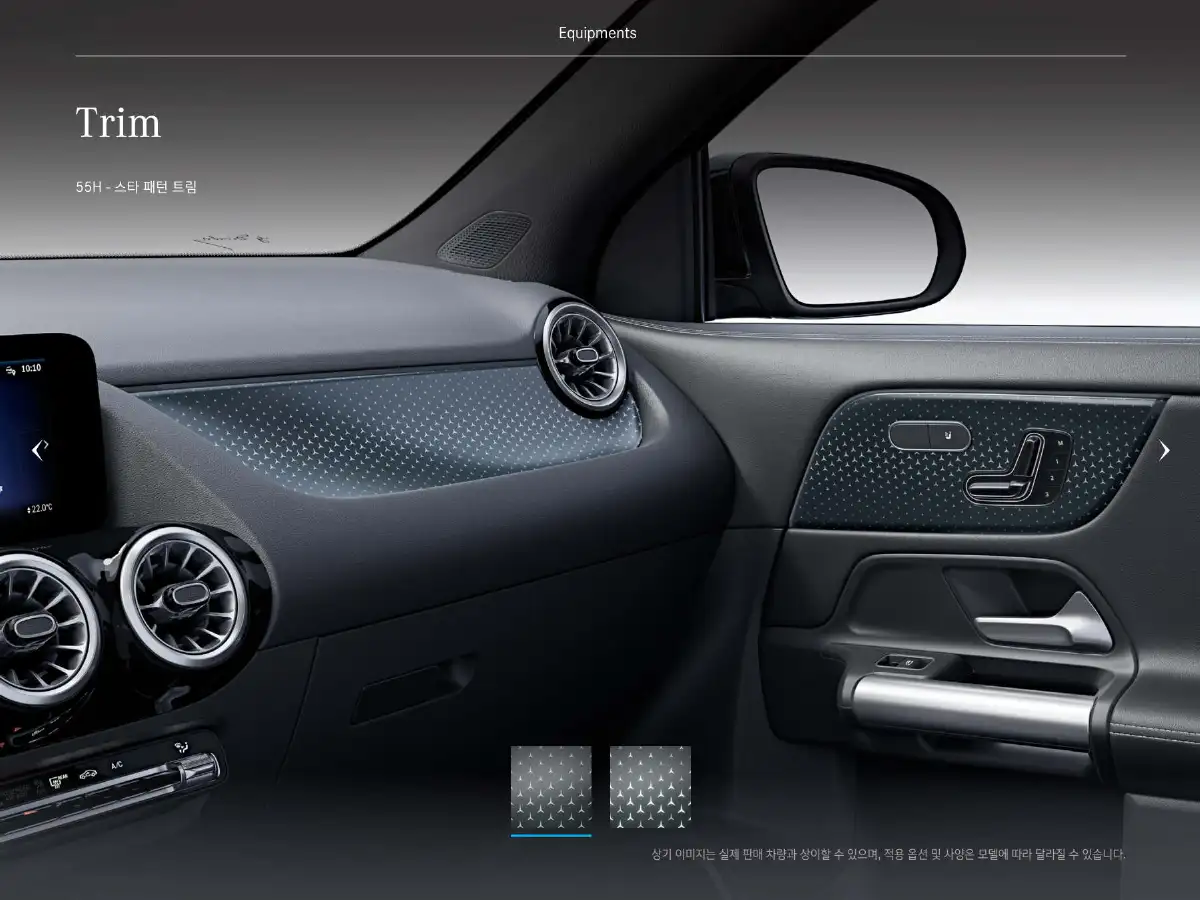 Equipments
Trim
55H - 스타 패턴 트림
10:10
22.0°C
A/C
상기 이미지는 실제 판매 차량과 상이할 수 있으며, 적용 옵션 및 사양은 모델에 따라 달라질 수 있습니다.